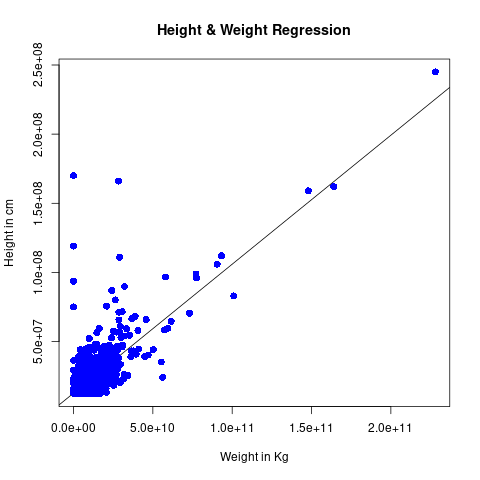 Height & Weight Regression
2.5e+08
2.0e+08
1.5e+08
1.0e+08
5.0e+07
Height in cm
0.0e+00 5.0e+10 1.0e+11 1.5e+11 2.0e+11
Weight in Kg